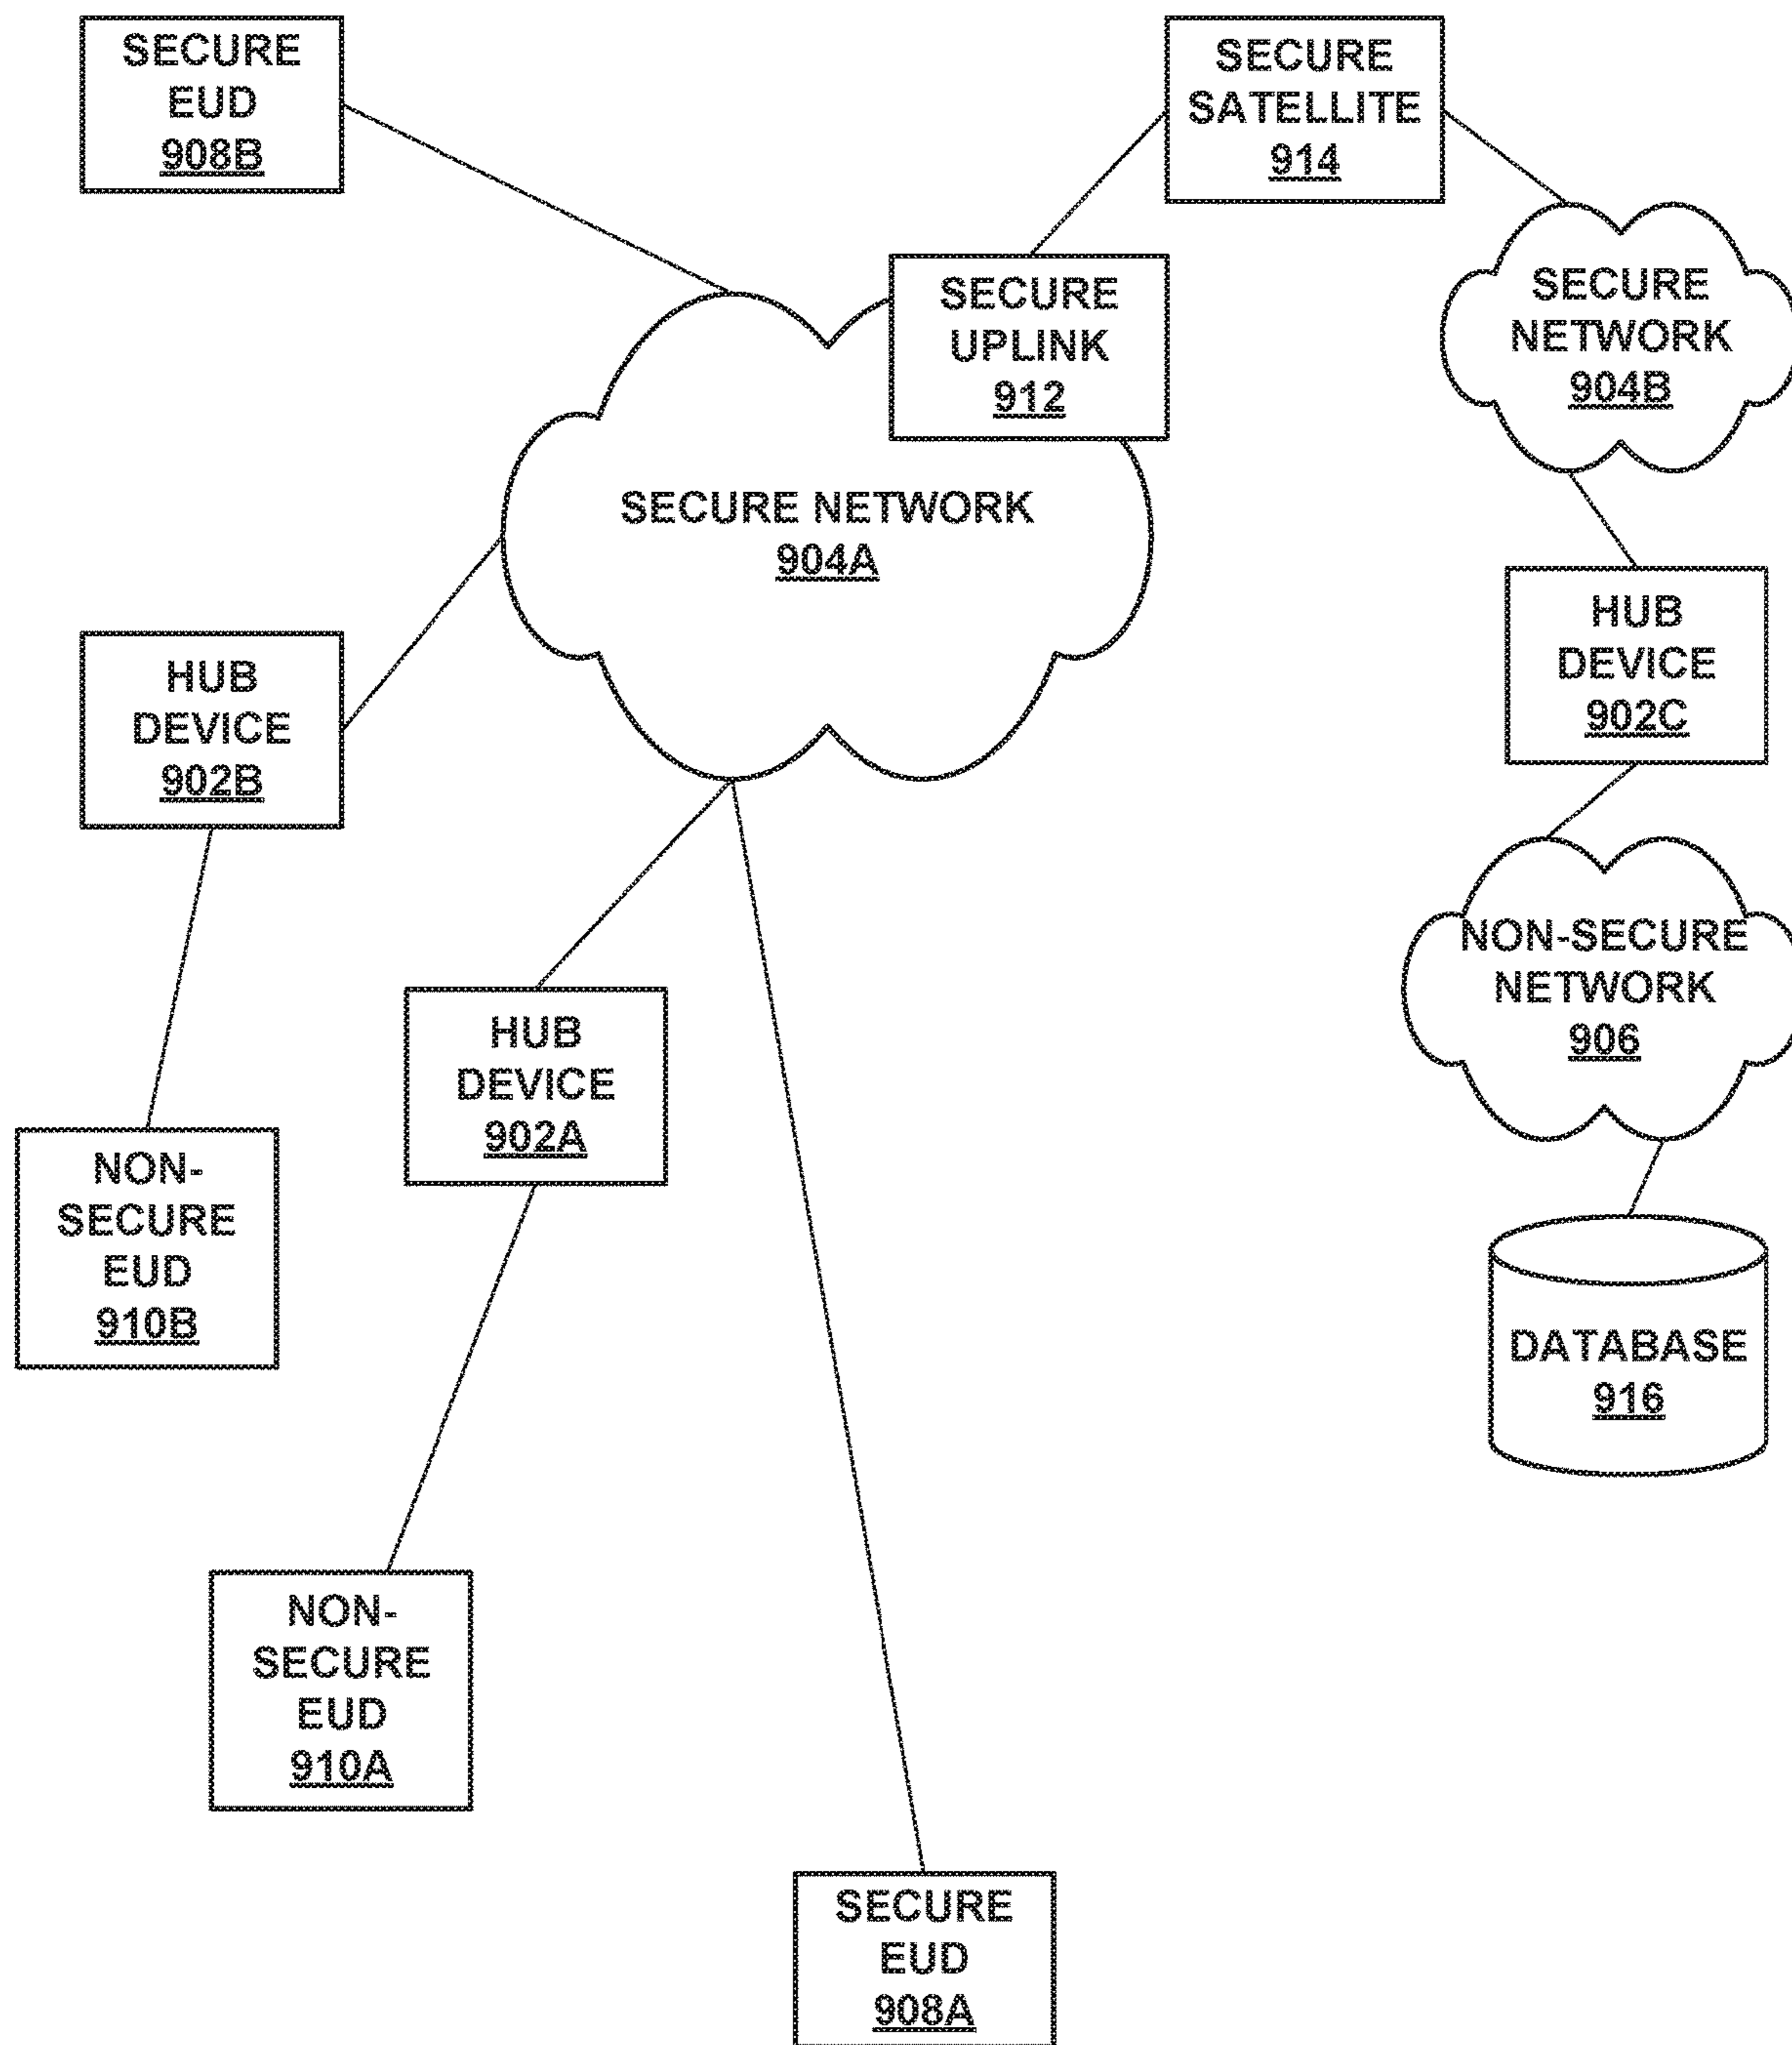 SECURE
EUD
908B
SECURE
SATELLITE
914
SECURE
UPLINK
912
SECURE
NETWORK
904B
SECURE NETWORK
904A
HUB
DEVICE
902B
HUB
DEVICE
902C
NON-SECURE
NETWORK
906
HUB
DEVICE
902A
NON-
SECURE
EUD
910B
DATABASE
916
NON-
SECURE
EUD
910A
SECURE
EUD
908A